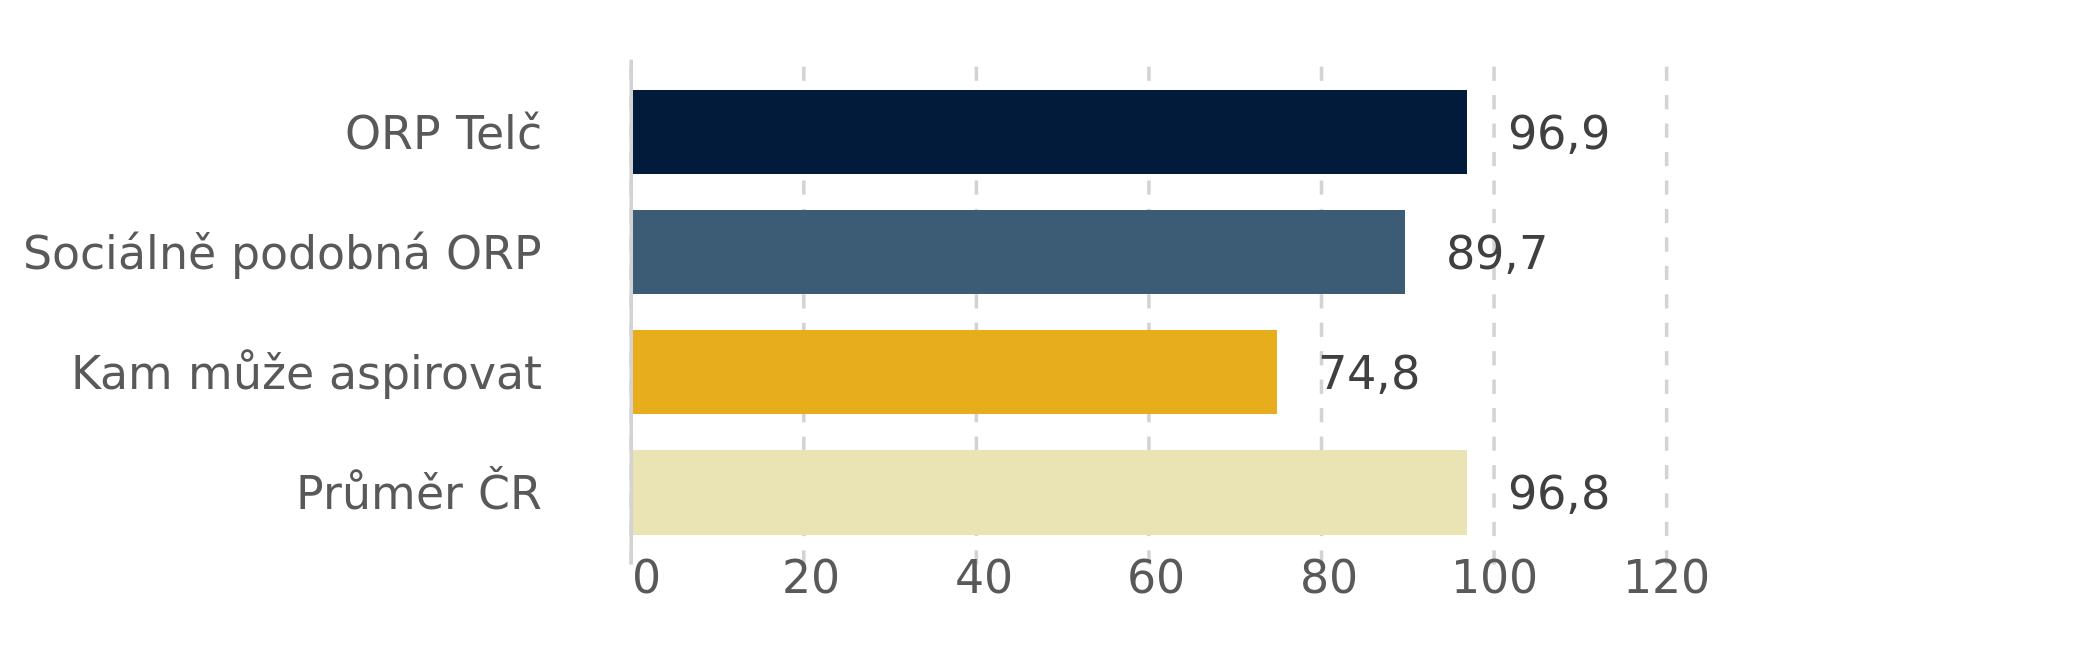 ORP Telč 96,9
Sociálně podobná ORP 89,7
Kam může aspirovat 74,8
Průměr ČR 96,8
0 20 40 60 80 100 120